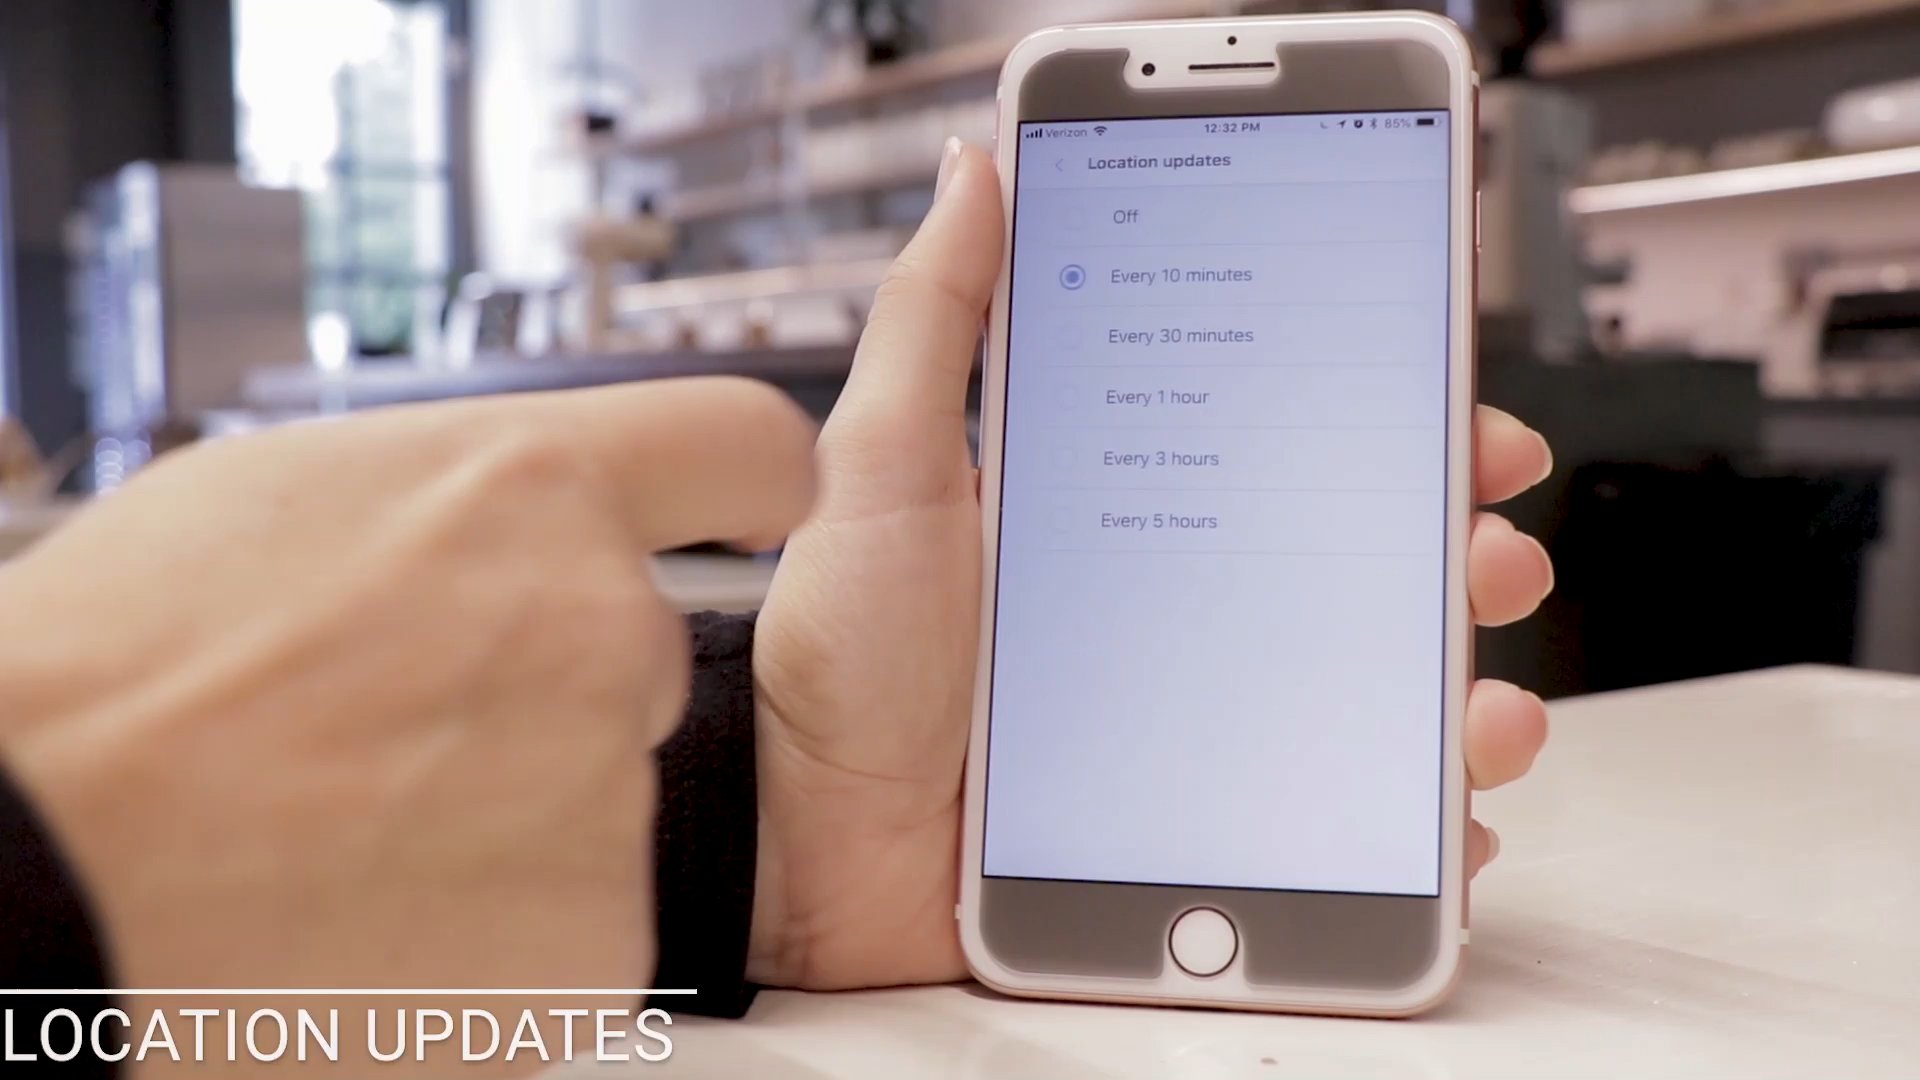 Verizon 12:32 PM 85%
Location updates
Off
Every 10 minutes
Every 30 minutes
Every 1 hour
Every 3 hours
Every 5 hours
LOCATION UPDATES